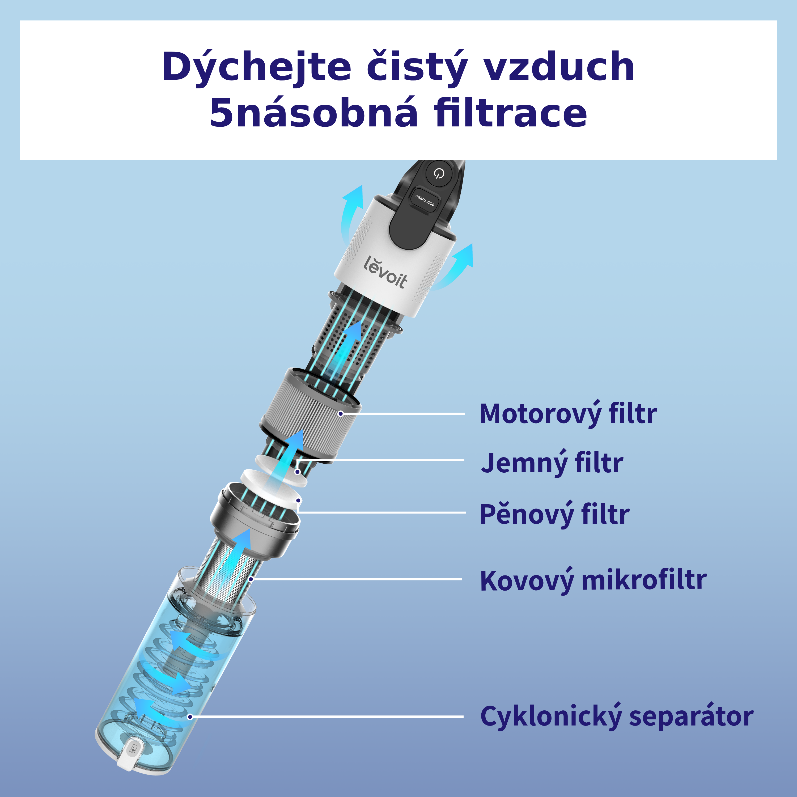 Dýchejte čistý vzduch
5násobná filtrace
levoit
Motorový filtr
Jemný filtr
Pěnový filtr
Kovový mikrofiltr
Cyklonický separátor